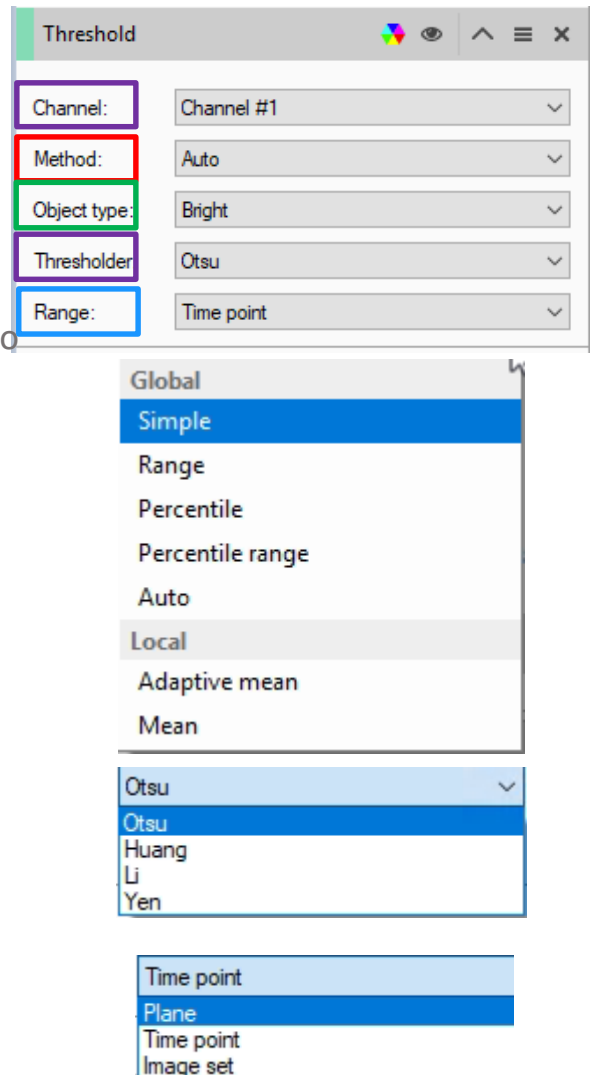 Threshold
Channel: Channel #1
Method: Auto
Object type: Bright
Thresholder Otsu
Range: Time point
o
Global
Simple
Range
Percentile
Percentile range
Auto
Local
Adaptive mean
Mean
Otsu
Otsu
Huang
Li
Yen
Time point
Plane
Time point
Image set